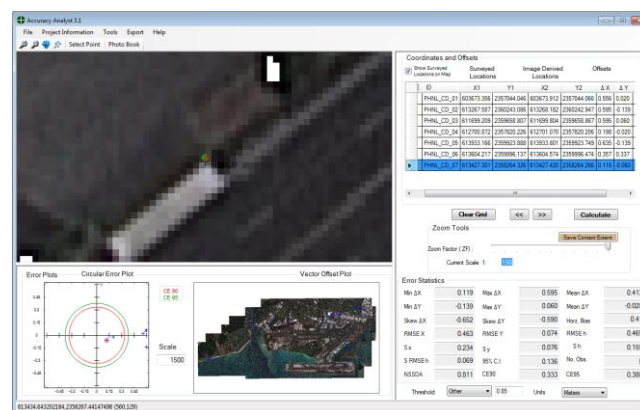 Accuracy Analyst 3.1
File Project Information Tools Export Help
Select Point Photo Book
Coordinates and Offsets
Show Surveyed Locations on Map
Surveyed Locations
Image Derived Locations
Offsets
ID X1 Y1 X2 Y2 Δ X Δ Y
PHNL_CD_01 603673.356 2357044.046 603673.912 2357044.066 0.556 0.020
PHNL_CD_02 613267.587 2360243.086 613268.182 2360242.947 0.595 -0.139
PHNL_CD_03 611699.209 2359658.807 611699.804 2359658.867 0.595 0.060
PHNL_CD_04 612700.872 2357820.226 612701.070 2357820.206 0.198 -0.020
PHNL_CD_05 613933.166 2359923.888 613933.801 2359923.749 0.635 -0.139
PHNL_CD_06 613604.217 2359996.137 613604.574 2359996.474 0.357 0.337
PHNL_CD_07 613427.301 2358264.326 613427.420 2358264.266 0.119 -0.060
Clear Grid << >> Calculate
Zoom Tools
Save Current Extent
Zoom Factor (ZF) :
Current Scale 1:
Error Plots
Circular Error Plot
CE 90
CE 95
Scale
1500
Vector Offset Plot
Error Statistics
Min ΔX 0.119 Max ΔX 0.595 Mean ΔX
Min ΔY -0.139 Max ΔY 0.060 Mean ΔY
Skew ΔX -0.652 Skew ΔY -0.590 Horz. Bias
RMSE X 0.463 RMSE Y 0.074 RMSE h
S x 0.234 S y 0.076 S h
S RMSE h 0.069 95% C.I. 0.136 No. Obs.
NSSDA 0.811 CE90 0.333 CE95
Threshold Other 0.85 Units Meters